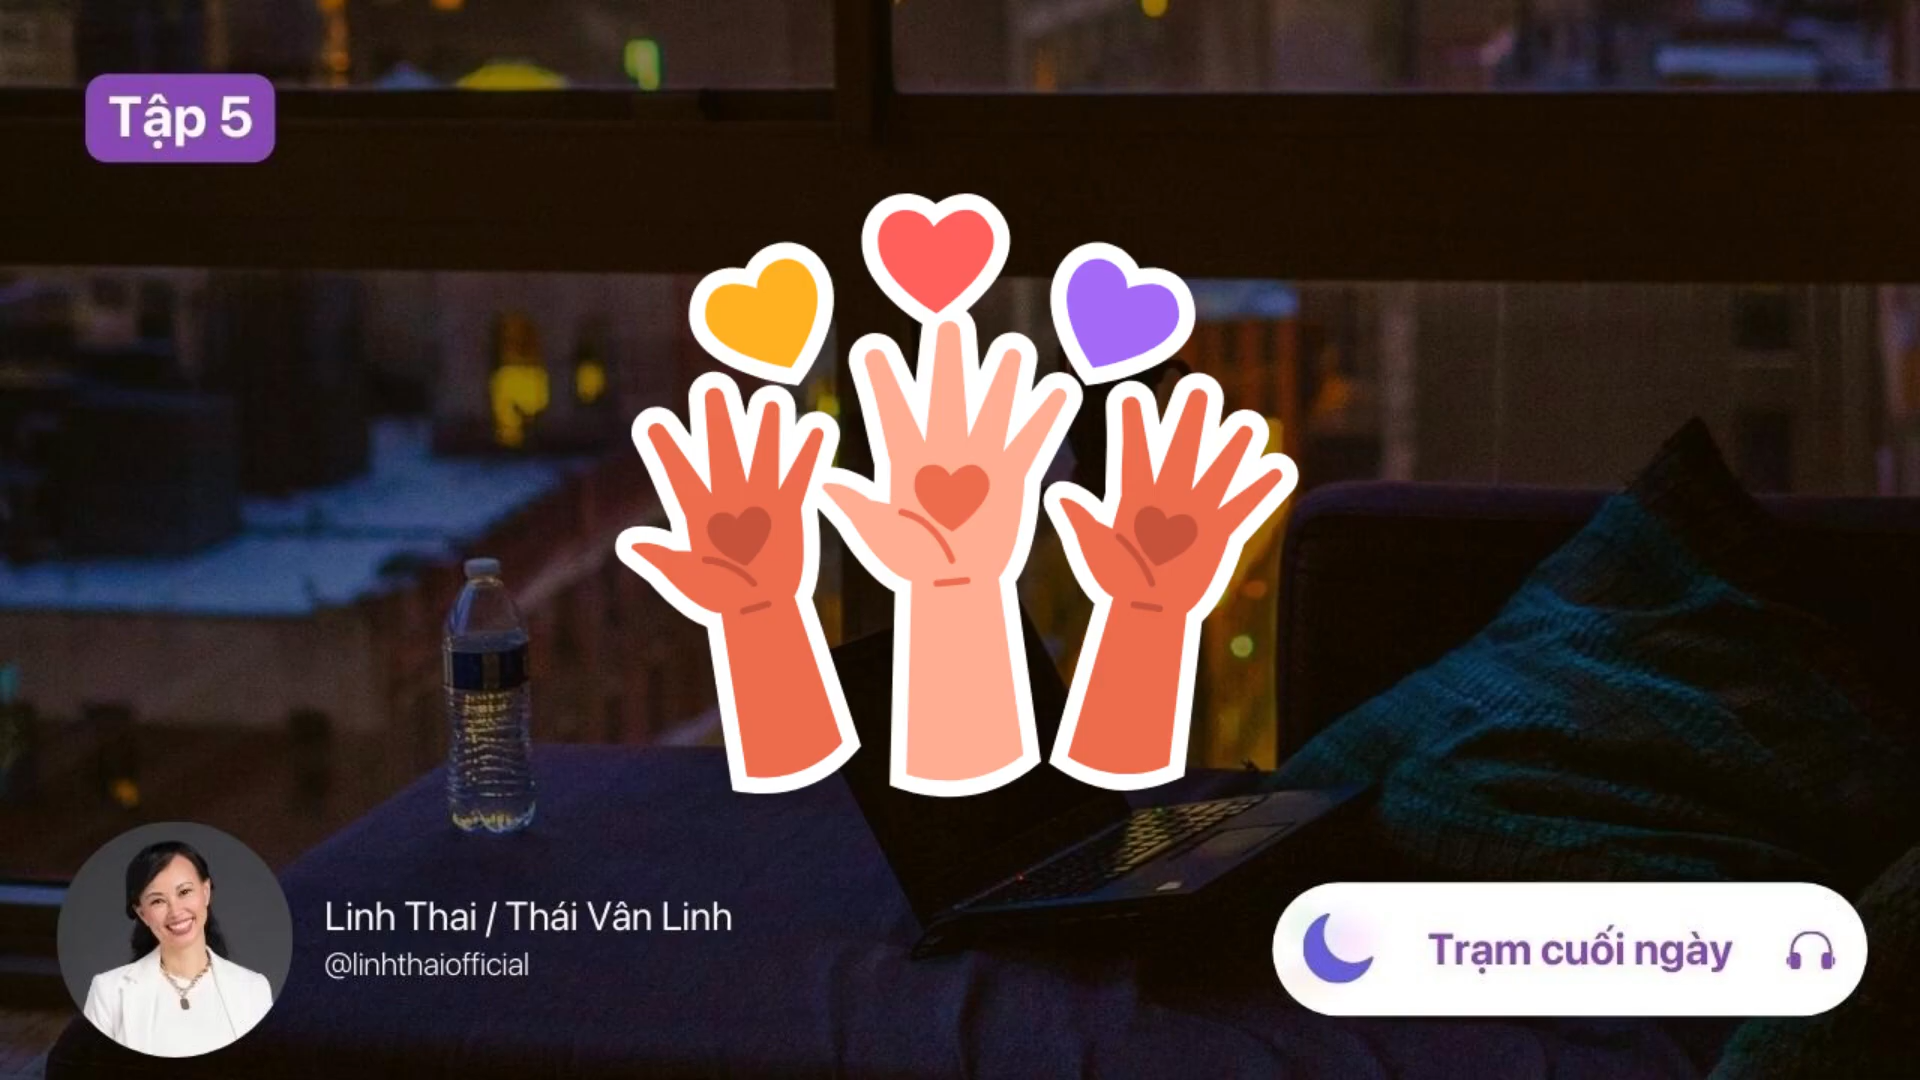 Tập 5
Linh Thai / Thái Vân Linh
@linhthaiofficial
Trạm cuối ngày